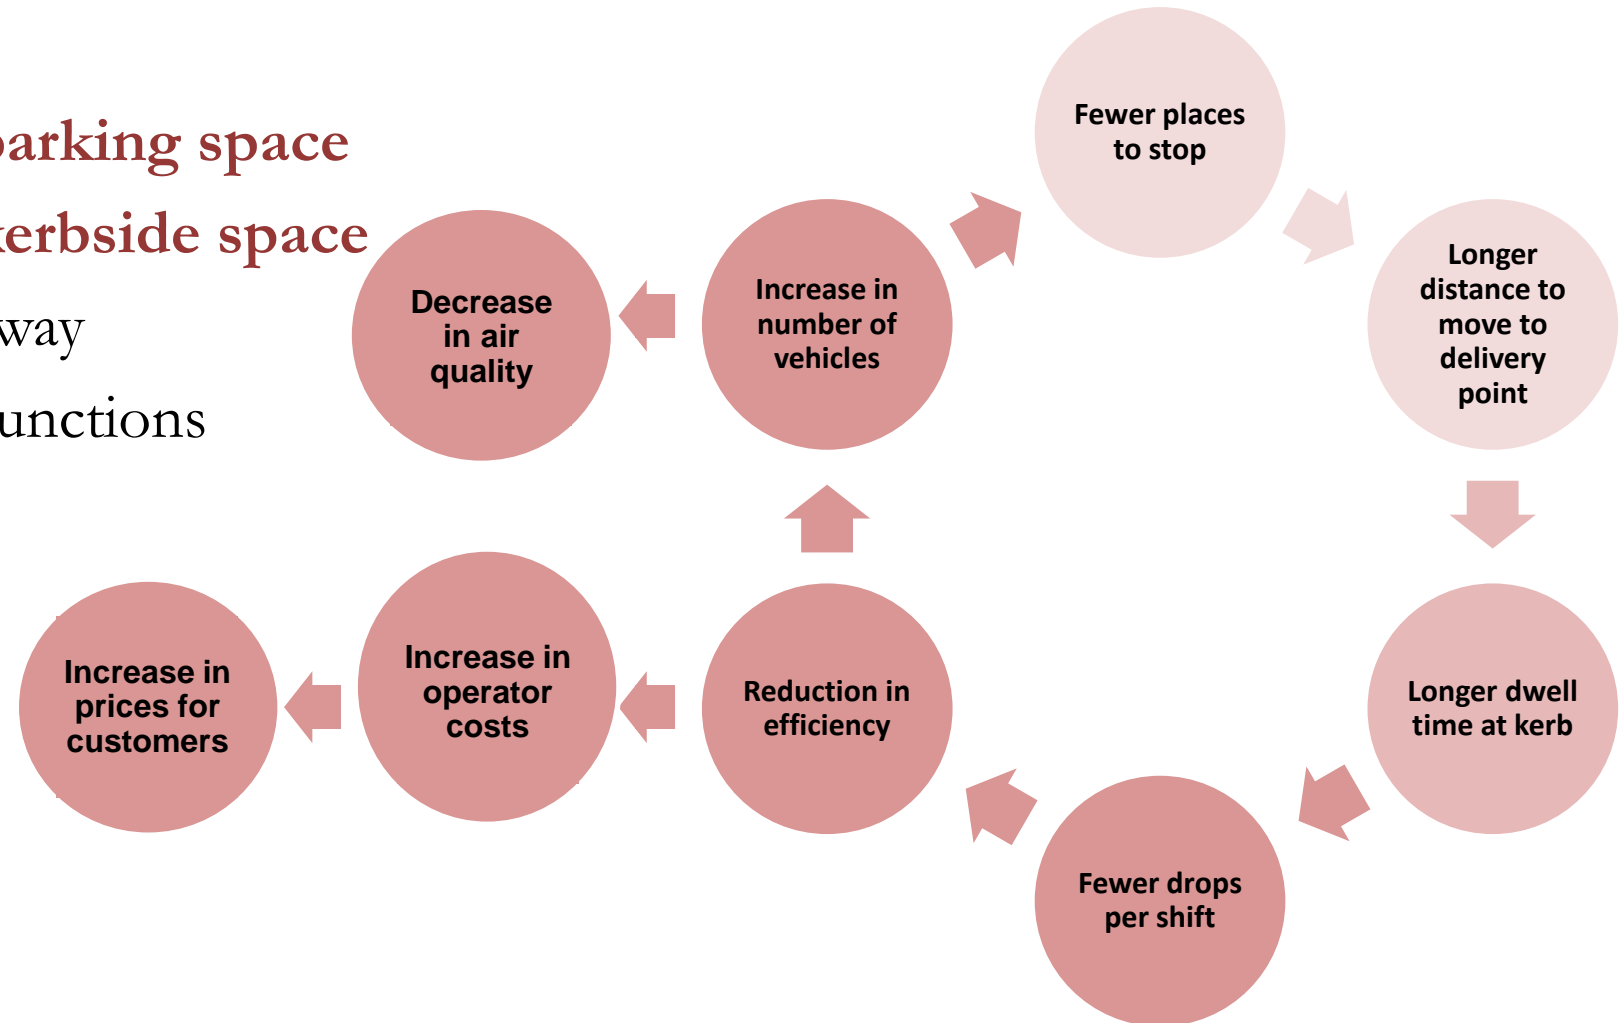 parking space
kerbside space
way
unctions
Fewer places
to stop
Longer
distance to
move to
delivery
point
Longer dwell
time at kerb
Fewer drops
per shift
Reduction in
efficiency
Increase in
number of
vehicles
Decrease
in air
quality
Increase in
operator
costs
Increase in
prices for
customers